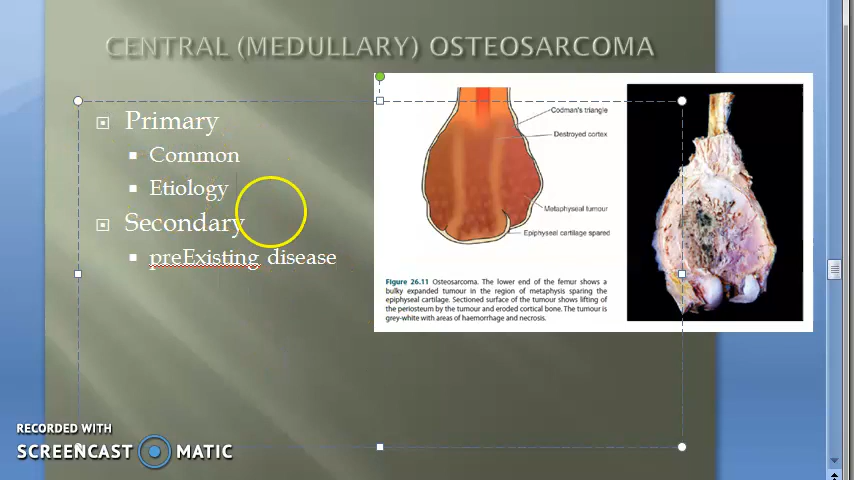 CENTRAL (MEDULLARY) OSTEOSARCOMA
Primary
Common
Etiology
Secondary
preExisting disease
Codman's triangle
Destroyed cortex
Metaphyseal tumour
Epiphyseal cartilage spared
Figure 26.11 Osteosarcoma. The lower end of the femur shows a
bulky expanded tumour in the region of metaphysis sparing the
epiphyseal cartilage. Sectioned surface of the tumour shows lifting of
the periosteum by the tumour and eroded cortical bone. The tumour is
grey-white with areas of haemorrhage and necrosis.
RECORDED WITH
SCREENCAST MATIC